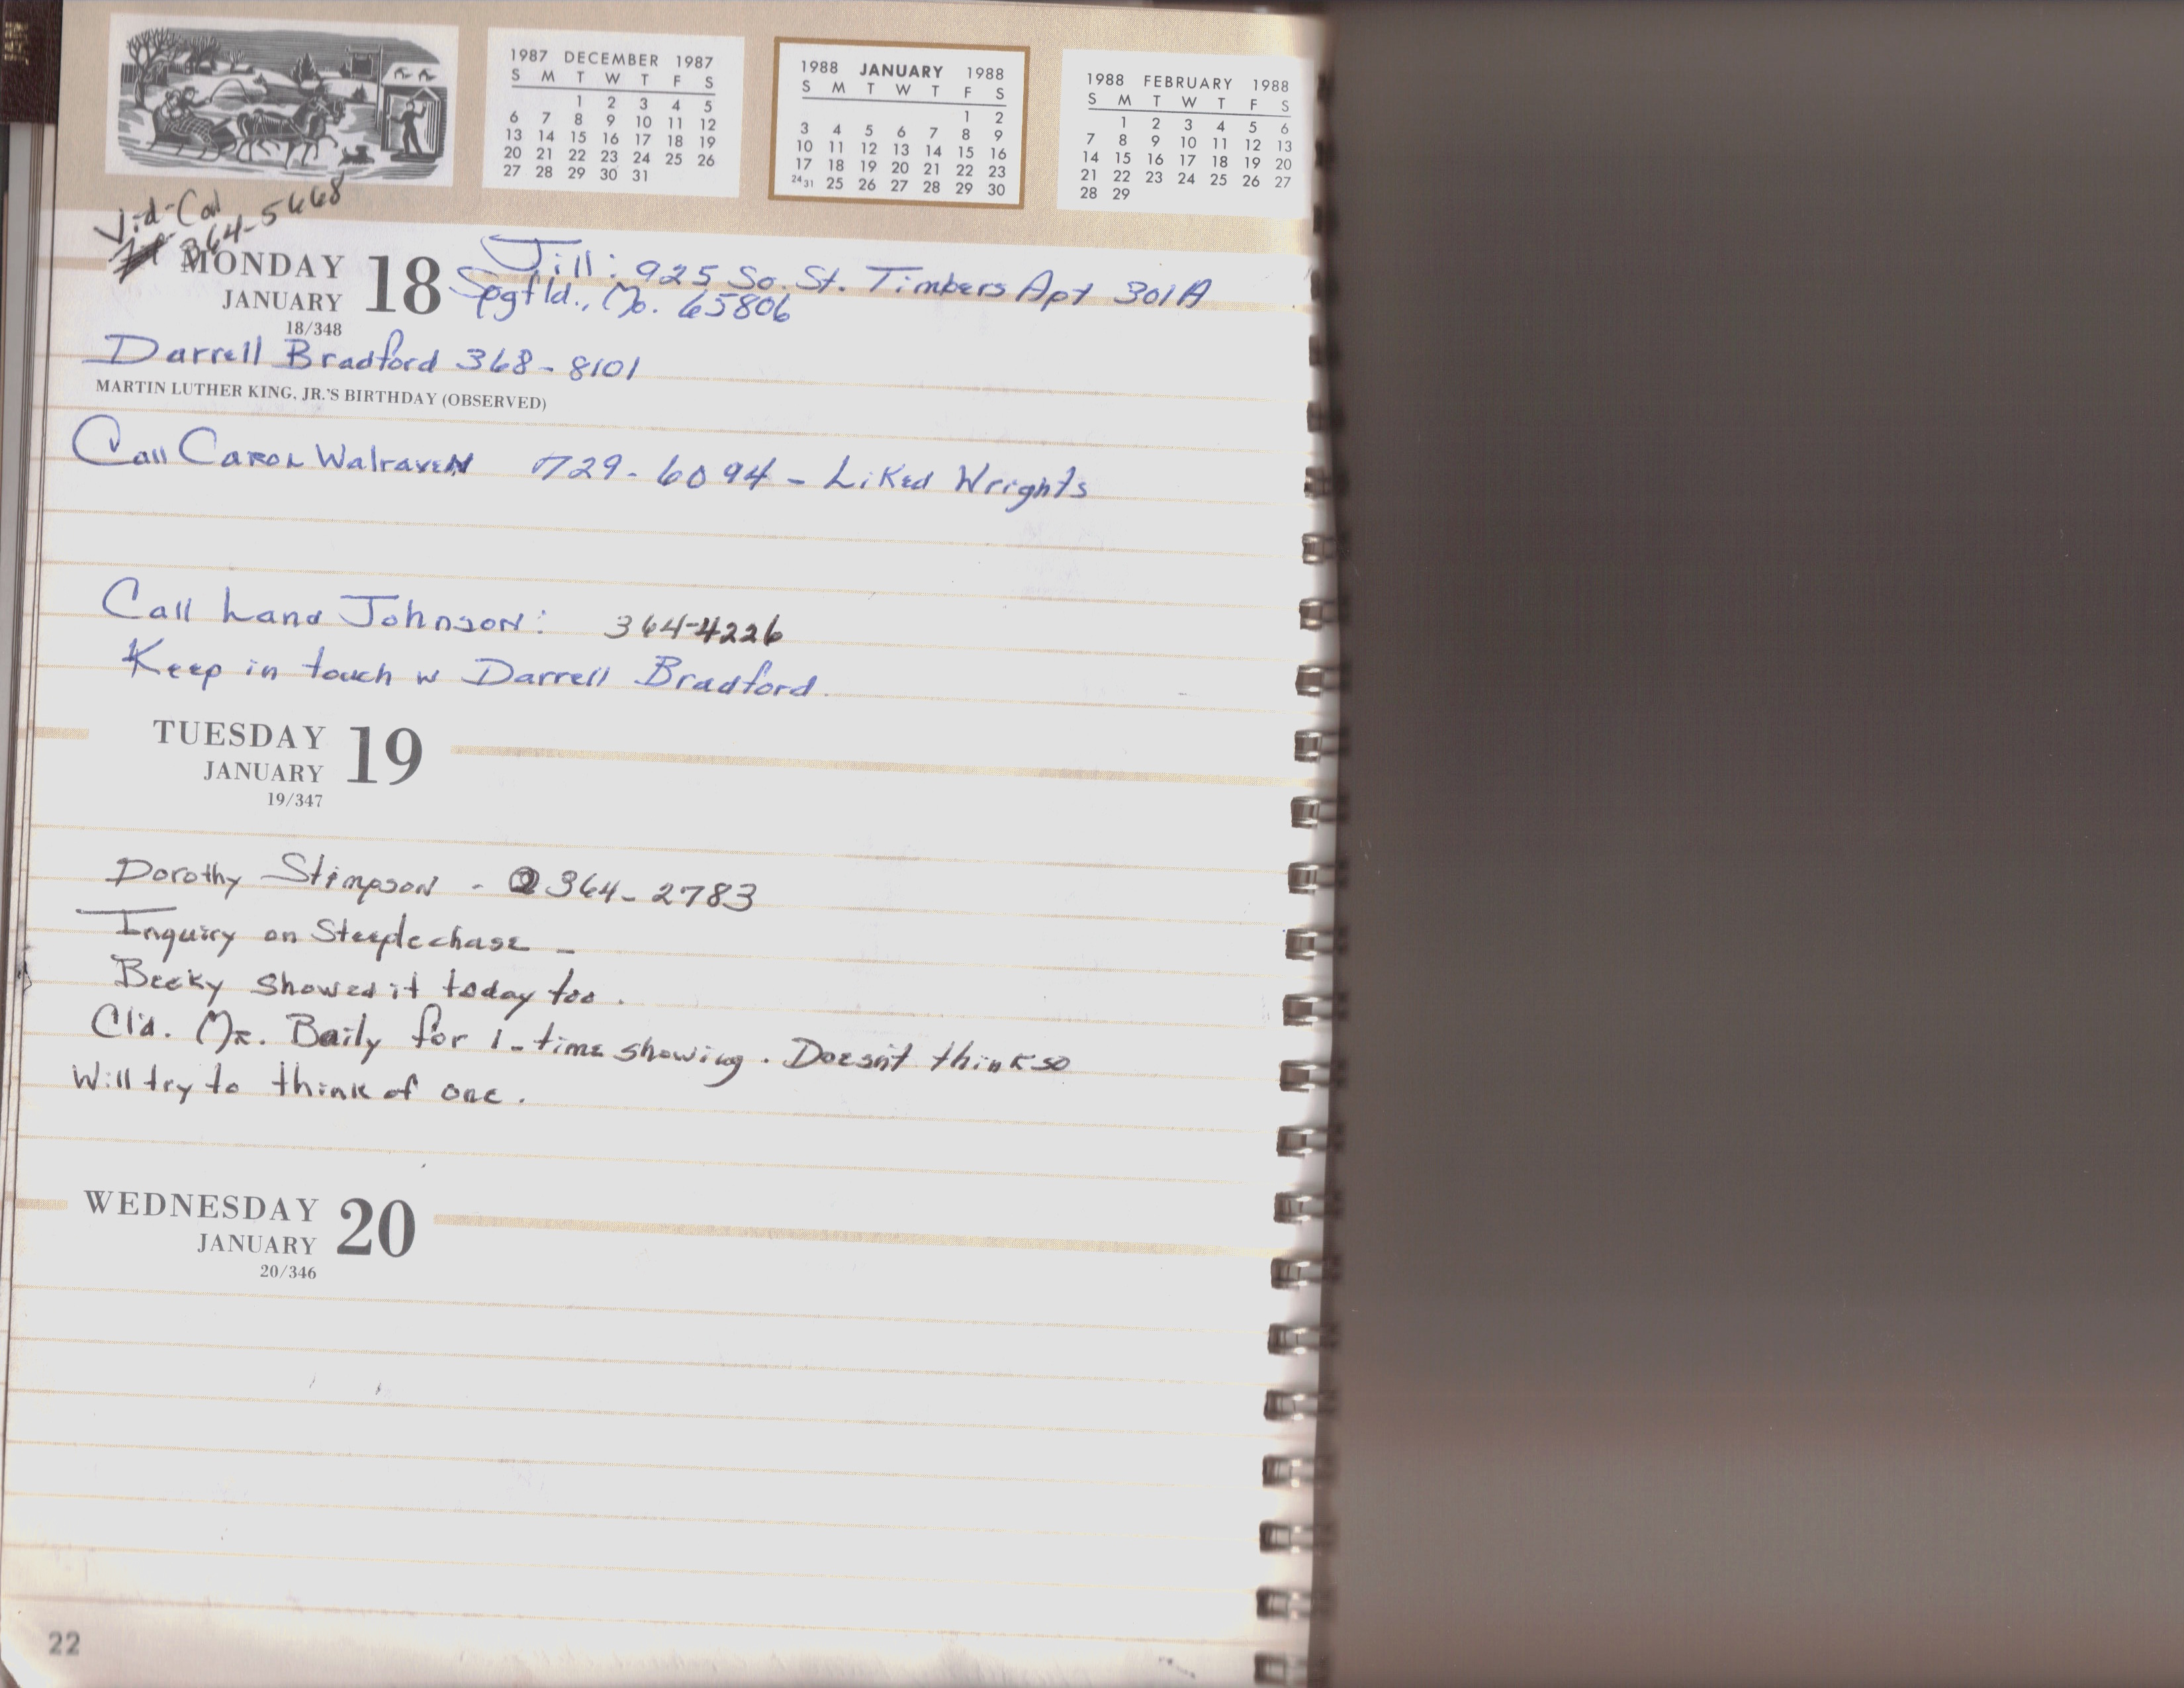 JAN
1987 DECEMBER 1987
S M T W T F S
1 2 3 4 5
6 7 8 9 10 11 12
13 14 15 16 17 18 19
20 21 22 23 24 25 26
27 28 29 30 31
1988 JANUARY 1988
S M T W T F S
1 2
3 4 5 6 7 8 9
10 11 12 13 14 15 16
17 18 19 20 21 22 23
24 31 25 26 27 28 29 30
1988 FEBRUARY 1988
S M T W T F S
1 2 3 4 5 6
7 8 9 10 11 12 13
14 15 16 17 18 19 20
21 22 23 24 25 26 27
28 29
364-5668
MONDAY 18
JANUARY
18/348
Jill: 925 So. St. Timbers Apt 301A
Spgfld., Mo. 65806
Darrell Bradford 368-8101
MARTIN LUTHER KING, JR.'S BIRTHDAY (OBSERVED)
Call Carol Walraven 729-6094 - Liked Wrights
Call Land Johnson: 364-4226
Keep in touch w Darrell Bradford.
TUESDAY 19
JANUARY
19/347
Dorothy Stimpson - 364-2783
Inquiry on Steeplechase -
Becky showed it today too.
Cl'd. Mr. Baily for 1-time showing. Doesn't think so
Will try to think of one.
WEDNESDAY 20
JANUARY
20/346
22